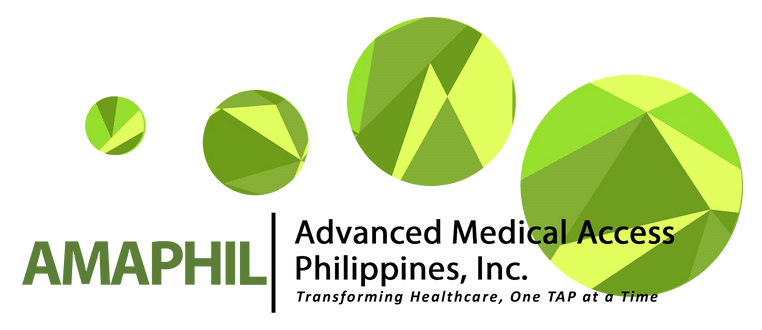 AMAPHIL
Advanced Medical Access
Philippines, Inc.
Transforming Healthcare, One TAP at a Time